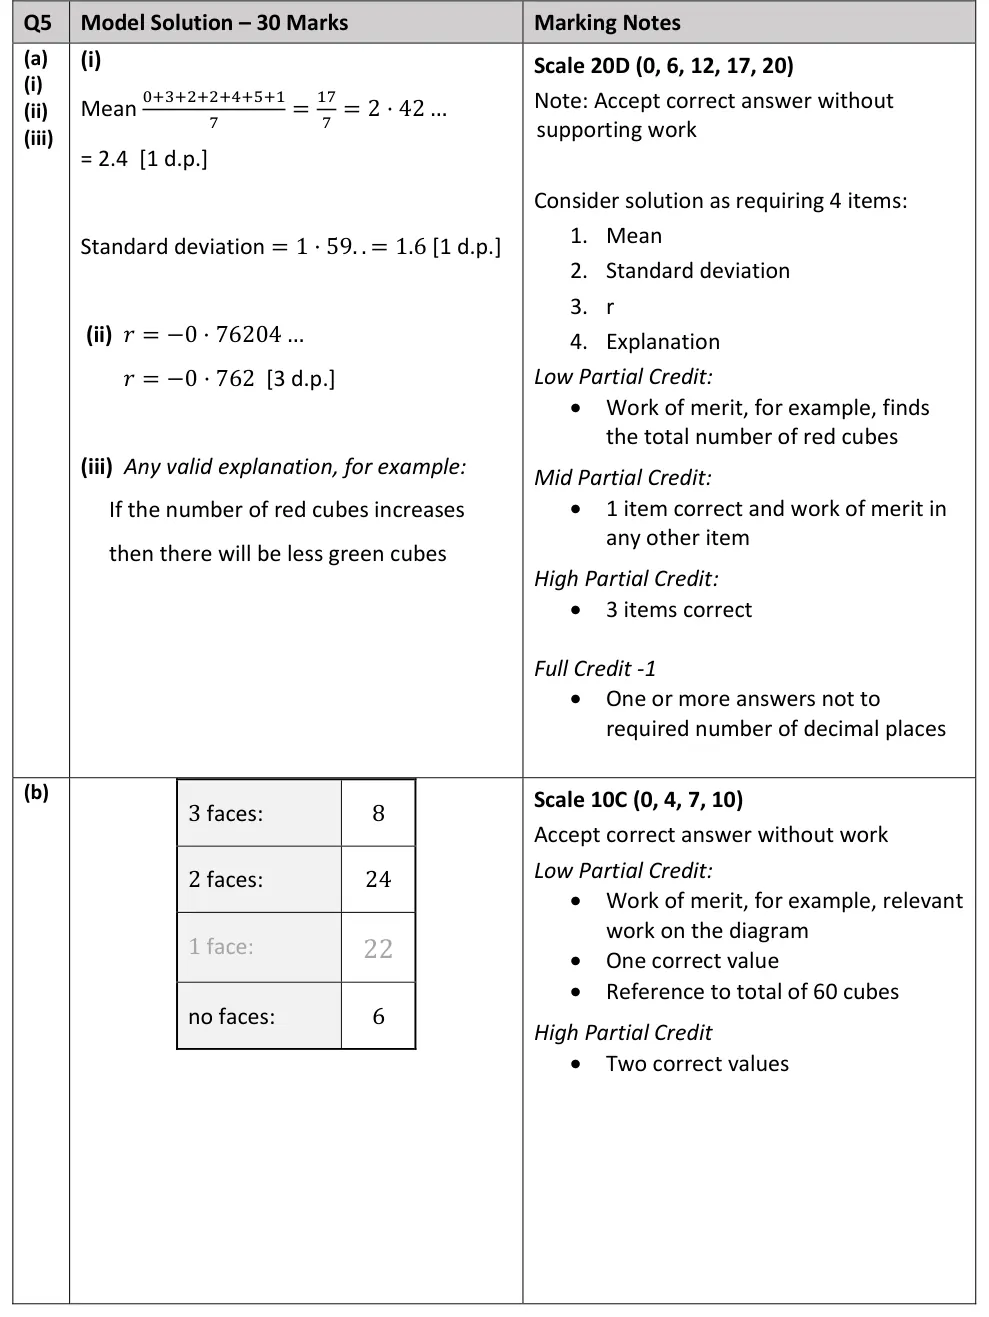 Q5 Model Solution – 30 Marks Marking Notes
(a)
(i)
(ii)
(iii)
(i)
Mean (0+3+2+2+4+5+1)/7 = 17/7 = 2 · 42 …
= 2.4 [1 d.p.]
Standard deviation = 1 · 59. . = 1.6 [1 d.p.]
(ii) r = −0 · 76204 …
r = −0 · 762 [3 d.p.]
(iii) Any valid explanation, for example:
If the number of red cubes increases
then there will be less green cubes
Scale 20D (0, 6, 12, 17, 20)
Note: Accept correct answer without
supporting work
Consider solution as requiring 4 items:
1. Mean
2. Standard deviation
3. r
4. Explanation
Low Partial Credit:
• Work of merit, for example, finds
the total number of red cubes
Mid Partial Credit:
• 1 item correct and work of merit in
any other item
High Partial Credit:
• 3 items correct
Full Credit -1
• One or more answers not to
required number of decimal places
(b)
3 faces: 8
2 faces: 24
1 face: 22
no faces: 6
Scale 10C (0, 4, 7, 10)
Accept correct answer without work
Low Partial Credit:
• Work of merit, for example, relevant
work on the diagram
• One correct value
• Reference to total of 60 cubes
High Partial Credit
• Two correct values